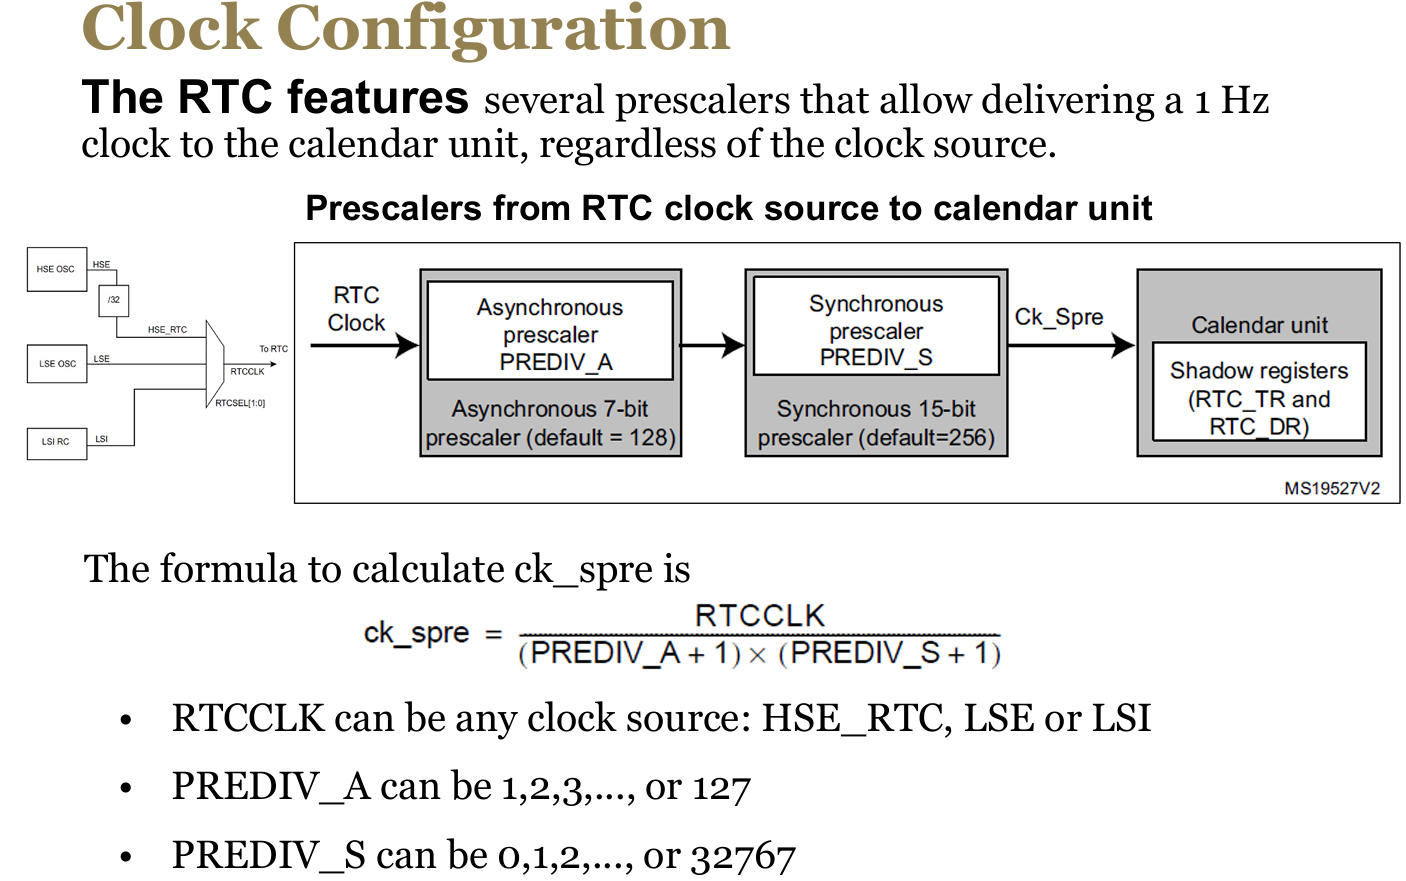 Clock Configuration
The RTC features several prescalers that allow delivering a 1 Hz
clock to the calendar unit, regardless of the clock source.
Prescalers from RTC clock source to calendar unit
HSE OSC
HSE
/32
HSE_RTC
LSE OSC
LSE
To RTC
RTCCLK
RTCSEL[1:0]
LSI RC
LSI
RTC
Clock
Asynchronous
prescaler
PREDIV_A
Asynchronous 7-bit
prescaler (default = 128)
Synchronous
prescaler
PREDIV_S
Synchronous 15-bit
prescaler (default=256)
Ck_Spre
Calendar unit
Shadow registers
(RTC_TR and
RTC_DR)
MS19527V2
The formula to calculate ck_spre is
RTCCLK
ck_spre =
(PREDIV_A + 1) × (PREDIV_S + 1)
• RTCCLK can be any clock source: HSE_RTC, LSE or LSI
• PREDIV_A can be 1,2,3,..., or 127
• PREDIV_S can be 0,1,2,..., or 32767